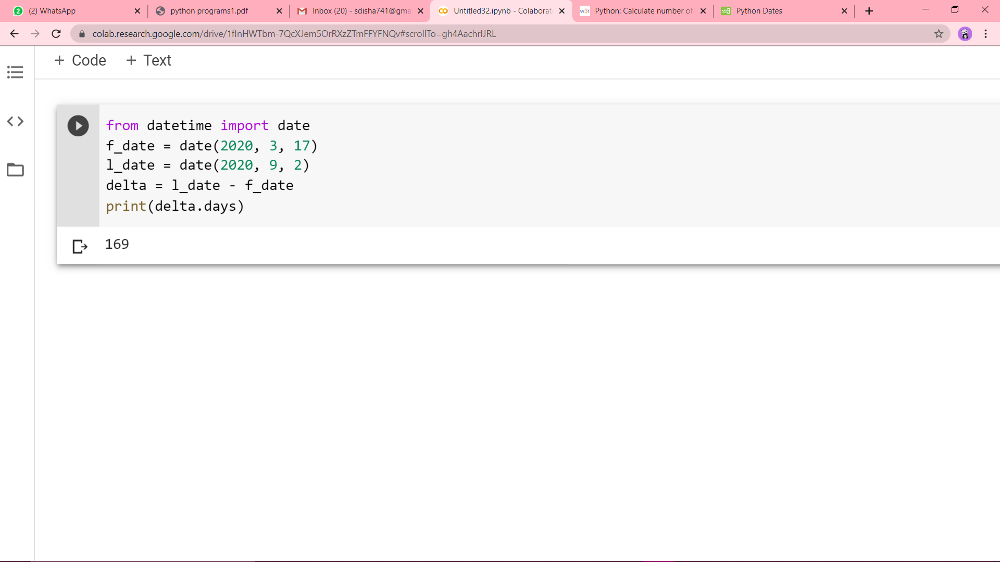 (2) WhatsApp
python programs1.pdf
Inbox (20) - sdisha741@gma
Untitled32.ipynb - Colaborat
w3r Python: Calculate number of
Python Dates
colab.research.google.com/drive/1fInHWTbm-7QcXJem5OrRXzZTmFFYFNQv#scrollTo=gh4AachrIJRL
+ Code + Text
from datetime import date
f_date = date(2020, 3, 17)
l_date = date(2020, 9, 2)
delta = l_date - f_date
print(delta.days)
169